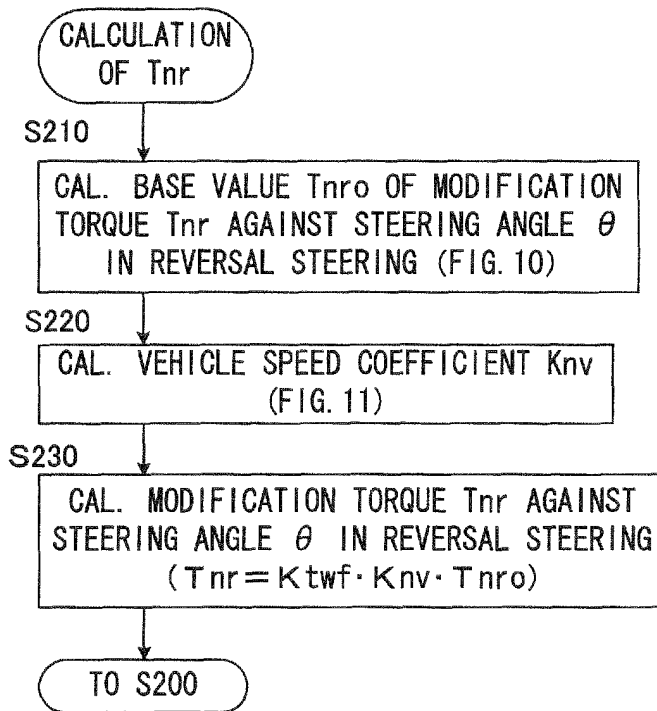 CALCULATION
OF Tnr
S210
CAL. BASE VALUE Tnro OF MODIFICATION
TORQUE Tnr AGAINST STEERING ANGLE θ
IN REVERSAL STEERING (FIG. 10)
S220
CAL. VEHICLE SPEED COEFFICIENT Knv
(FIG. 11)
S230
CAL. MODIFICATION TORQUE Tnr AGAINST
STEERING ANGLE θ IN REVERSAL STEERING
(Tnr=Ktwf·Knv·Tnro)
TO S200